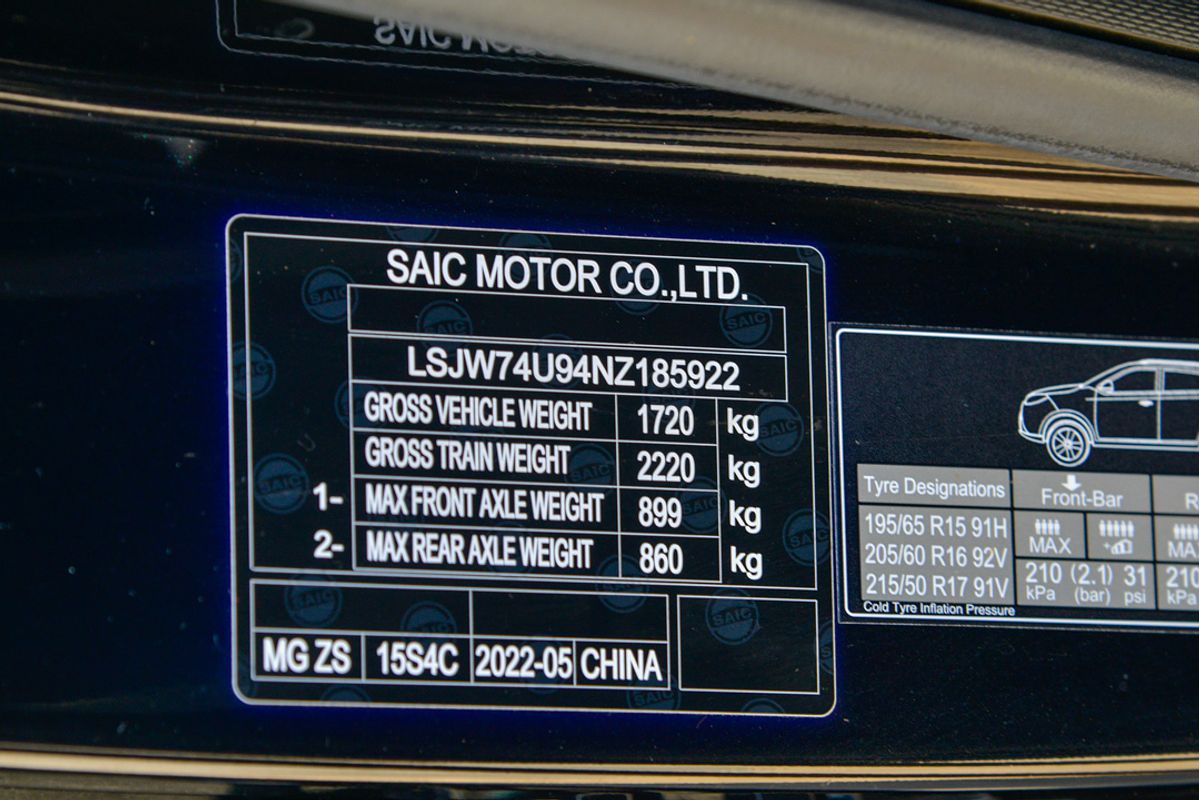 SAIC MOTOR CO.,LTD.
LSJW74U94NZ185922
GROSS VEHICLE WEIGHT 1720 kg
GROSS TRAIN WEIGHT 2220 kg
1- MAX FRONT AXLE WEIGHT 899 kg
2- MAX REAR AXLE WEIGHT 860 kg
MG ZS 15S4C 2022-05 CHINA
Tyre Designations Front-Bar
195/65 R15 91H MAX
205/60 R16 92V
215/50 R17 91V
210 kPa (2.1) (bar) 31 psi 210 kPa
Cold Tyre Inflation Pressure